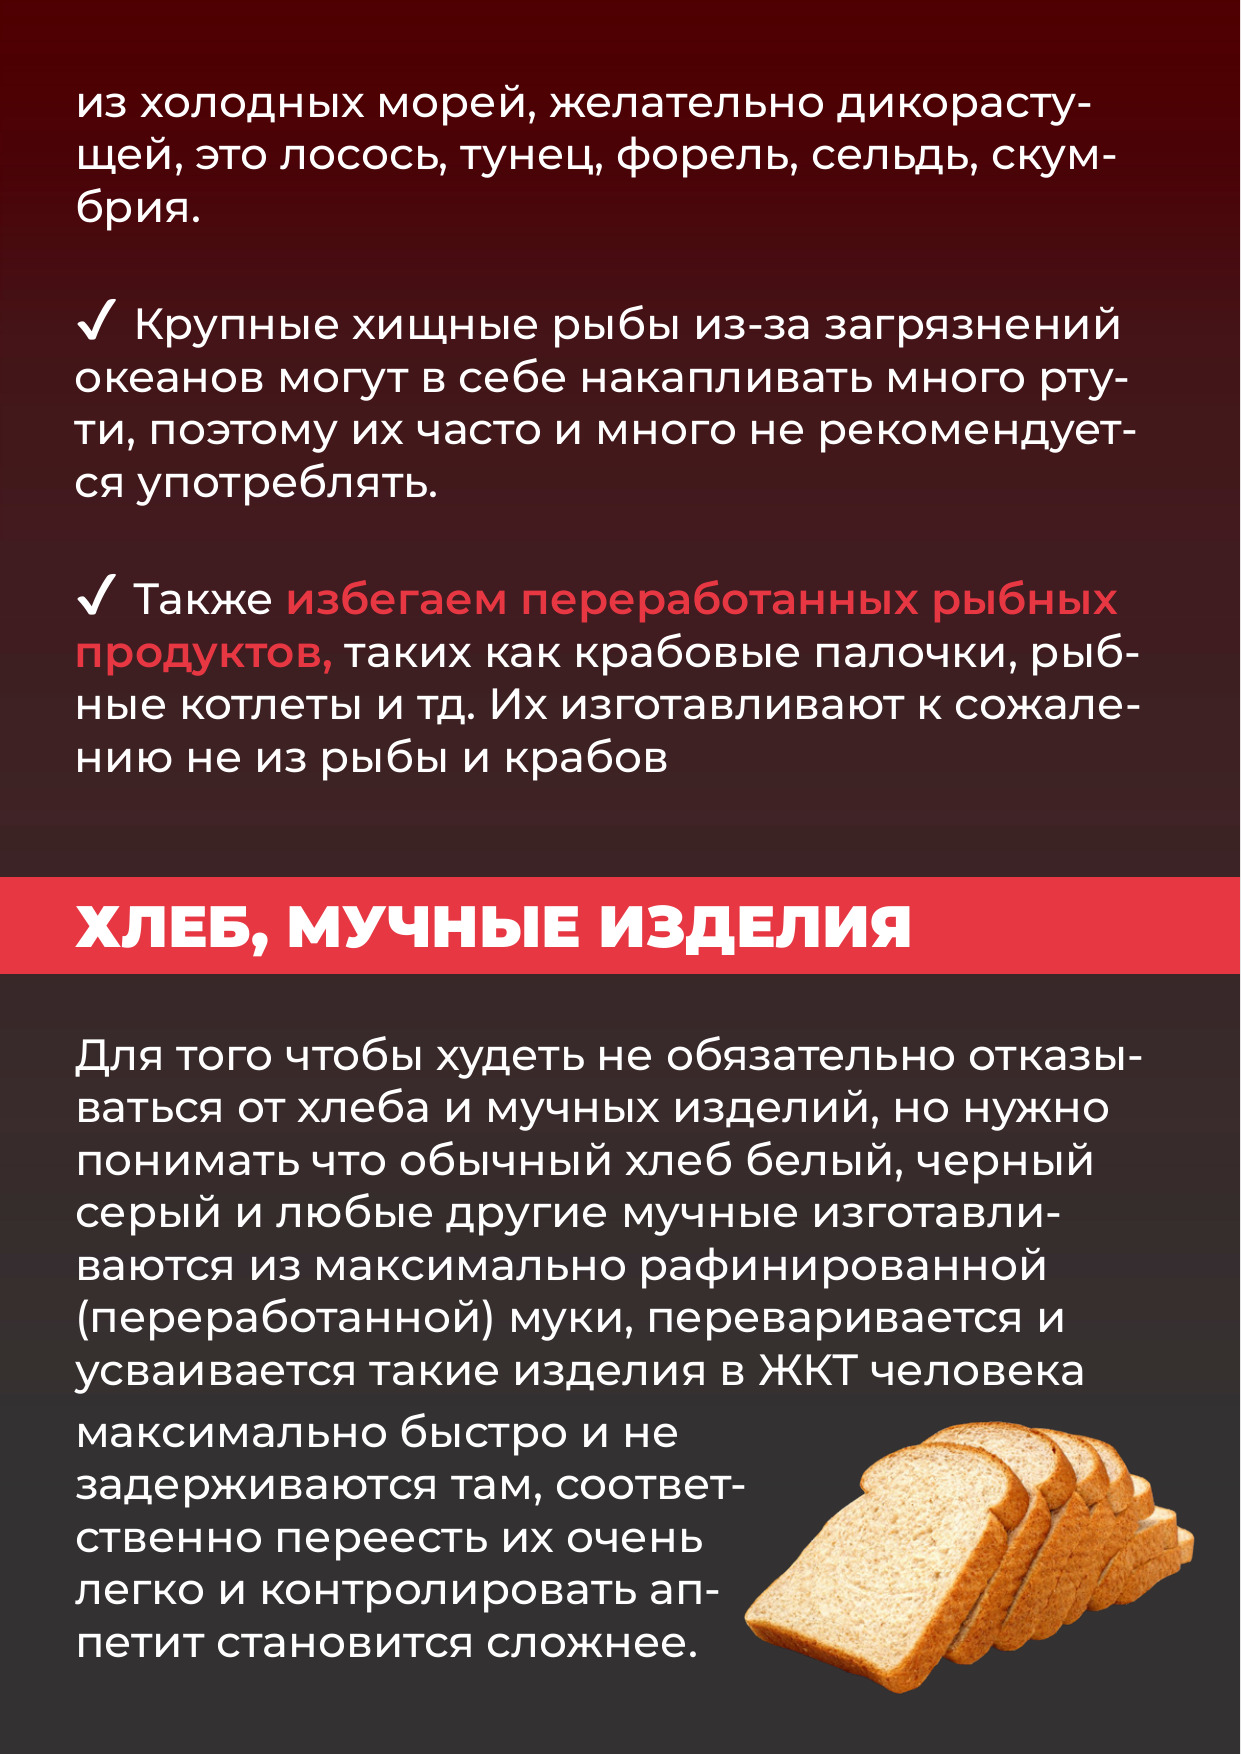 из холодных морей, желательно дикорасту-
щей, это лосось, тунец, форель, сельдь, скум-
брия.
✓ Крупные хищные рыбы из-за загрязнений
океанов могут в себе накапливать много рту-
ти, поэтому их часто и много не рекомендует-
ся употреблять.
✓ Также избегаем переработанных рыбных
продуктов, таких как крабовые палочки, рыб-
ные котлеты и тд. Их изготавливают к сожале-
нию не из рыбы и крабов
ХЛЕБ, МУЧНЫЕ ИЗДЕЛИЯ
Для того чтобы худеть не обязательно отказы-
ваться от хлеба и мучных изделий, но нужно
понимать что обычный хлеб белый, черный
серый и любые другие мучные изготавли-
ваются из максимально рафинированной
(переработанной) муки, переваривается и
усваивается такие изделия в ЖКТ человека
максимально быстро и не
задерживаются там, соответ-
ственно переесть их очень
легко и контролировать ап-
петит становится сложнее.